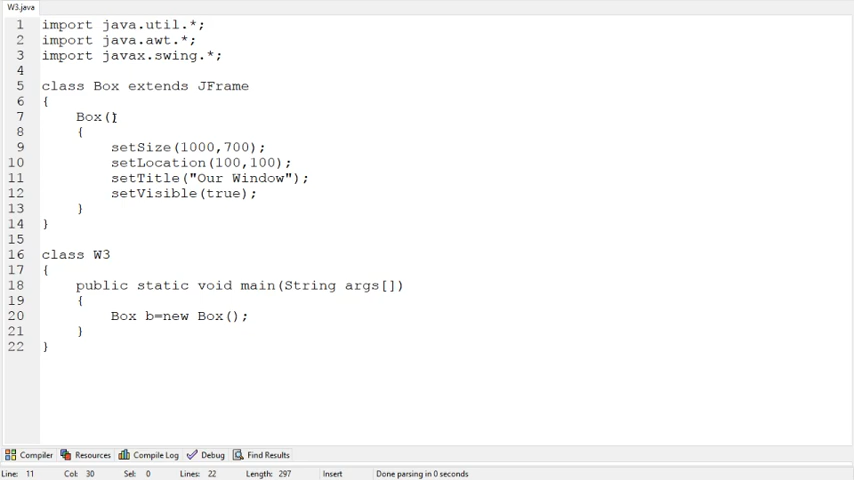 W3.java
1 import java.util.*;
2 import java.awt.*;
3 import javax.swing.*;
4
5 class Box extends JFrame
6 {
7     Box()
8     {
9         setSize(1000,700);
10         setLocation(100,100);
11         setTitle("Our Window");
12         setVisible(true);
13     }
14 }
15
16 class W3
17 {
18     public static void main(String args[])
19     {
20         Box b=new Box();
21     }
22 }
Compiler Resources Compile Log Debug Find Results
Line: 11 Col: 30 Sel: 0 Lines: 22 Length: 297 Insert Done parsing in 0 seconds